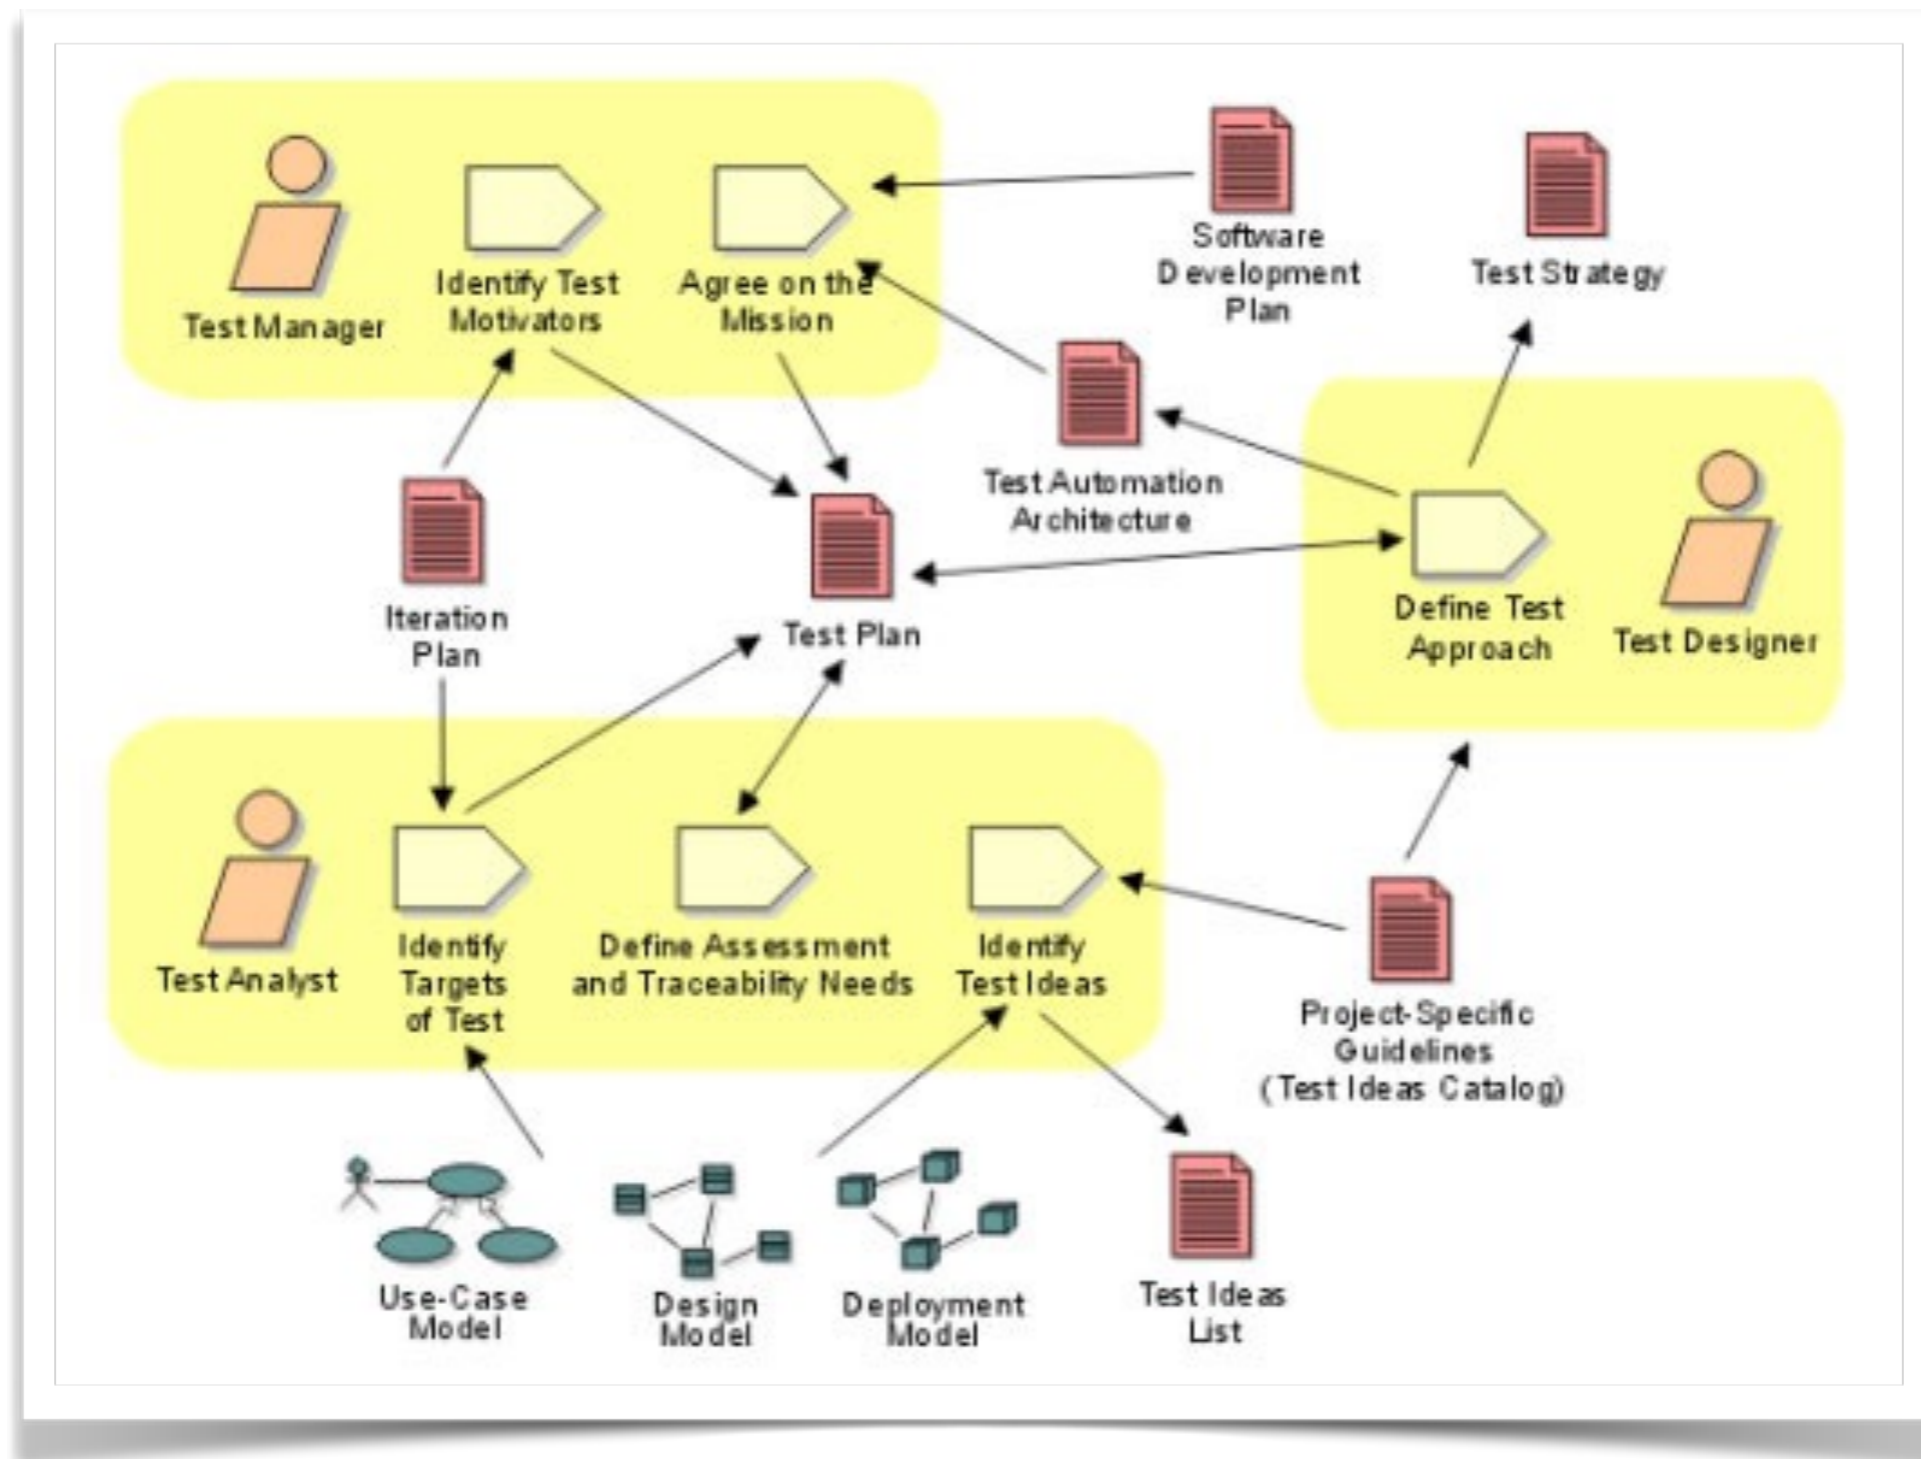 Test Manager
Identify Test
Motivators
Agree on the
Mission
Software
Development
Plan
Test Strategy
Test Automation
Architecture
Iteration
Plan
Test Plan
Define Test
Approach
Test Designer
Test Analyst
Identify
Targets
of Test
Define Assessment
and Traceability Needs
Identify
Test Ideas
Project-Specific
Guidelines
(Test Ideas Catalog)
Use-Case
Model
Design
Model
Deployment
Model
Test Ideas
List